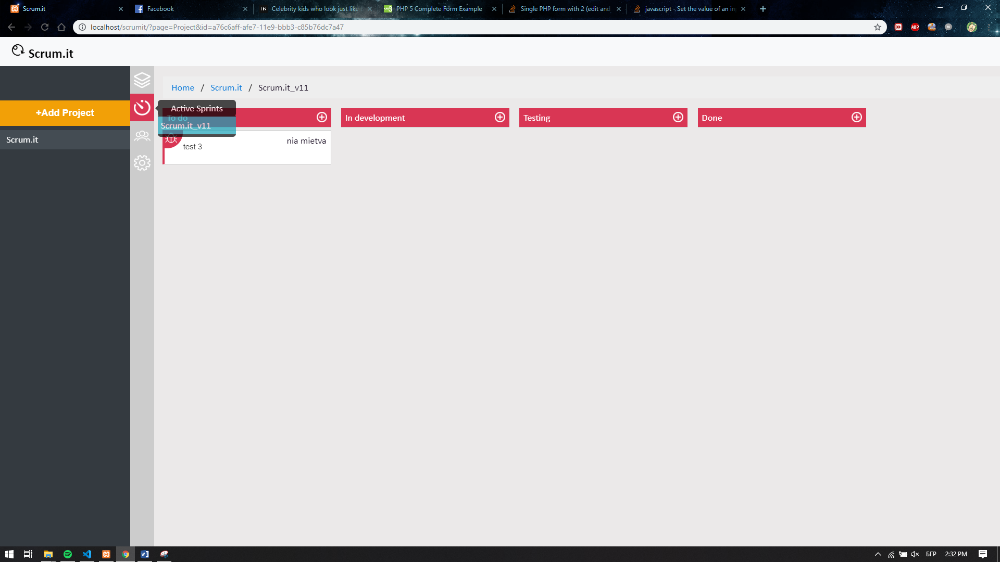 Scrum.it
Facebook
Celebrity kids who look just like
PHP 5 Complete Form Example
Single PHP form with 2 (edit and
javascript - Set the value of an in
localhost/scrumit/?page=Project&id=a76c6aff-afe7-11e9-bbb3-c85b76dc7a47
ABP
Scrum.it
Home / Scrum.it / Scrum.it_v11
+Add Project
Active Sprints
To do
In development
Testing
Done
Scrum.it_v11
Scrum.it
nia mietva
test 3
БГР
2:32 PM